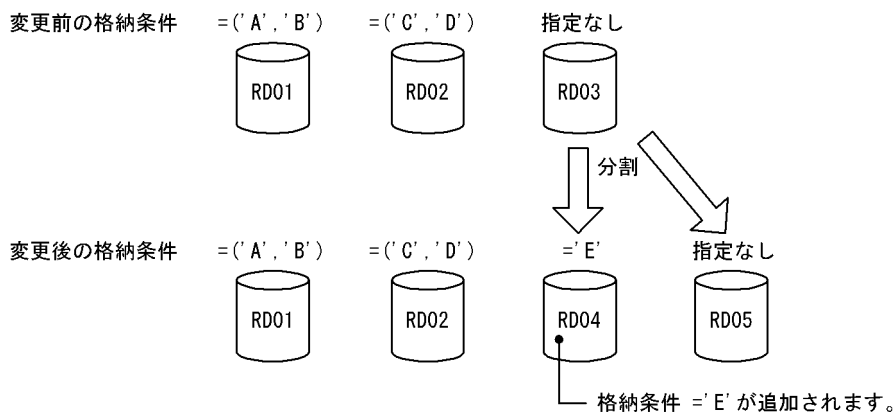 変更前の格納条件 =('A','B') =('C','D') 指定なし
RD01 RD02 RD03
分割
変更後の格納条件 =('A','B') =('C','D') ='E' 指定なし
RD01 RD02 RD04 RD05
格納条件 ='E'が追加されます。